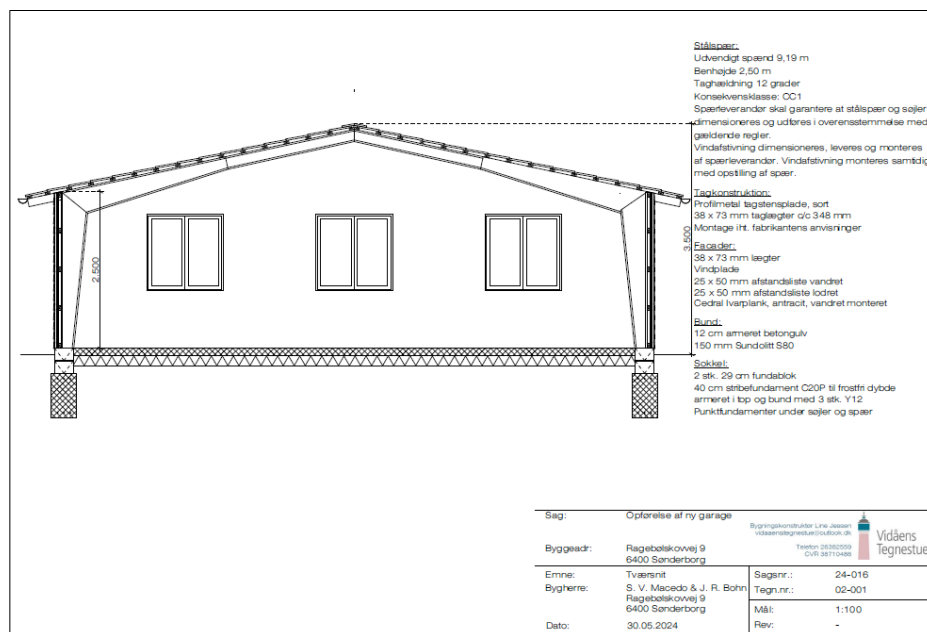 Stålspær:
Udvendigt spænd 9,19 m
Benhøjde 2,50 m
Taghældning 12 grader
Konsekvensklasse: CC1
Spærleverandør skal garantere at stålspær og søjler
dimensioneres og udføres i overensstemmelse med
gældende regler.
Vindafstivning dimensioneres, leveres og monteres
af spærleverandør. Vindafstivning monteres samtidig
med opstilling af spær.
Tagkonstruktion:
Profilmetal tagstensplade, sort
38 x 73 mm taglægter c/c 348 mm
Montage iht. fabrikantens anvisninger
Facader:
38 x 73 mm lægter
Vindplade
25 x 50 mm afstandsliste vandret
25 x 50 mm afstandsliste lodret
Cedral Ivarplank, antracit, vandret monteret
Bund:
12 cm armeret betongulv
150 mm Sundolitt S80
Sokkel:
2 stk. 29 cm fundablok
40 cm stribefundament C20P til frostfri dybde
armeret i top og bund med 3 stk. Y12
Punktfundamenter under søjler og spær
2.500
3.500
Sag: Opførelse af ny garage
Bygningskonstruktør Line Jessen
vidaaenstegnestue@outlook.dk
Telefon 26362559
CVR 38710486
Vidåens
Tegnestue
Byggeadr: Ragebølskovvej 9
6400 Sønderborg
Emne: Tværsnit
Sagsnr.: 24-016
Bygherre: S. V. Macedo & J. R. Bohn
Ragebølskovvej 9
6400 Sønderborg
Tegn.nr.: 02-001
Mål: 1:100
Dato: 30.05.2024
Rev: -